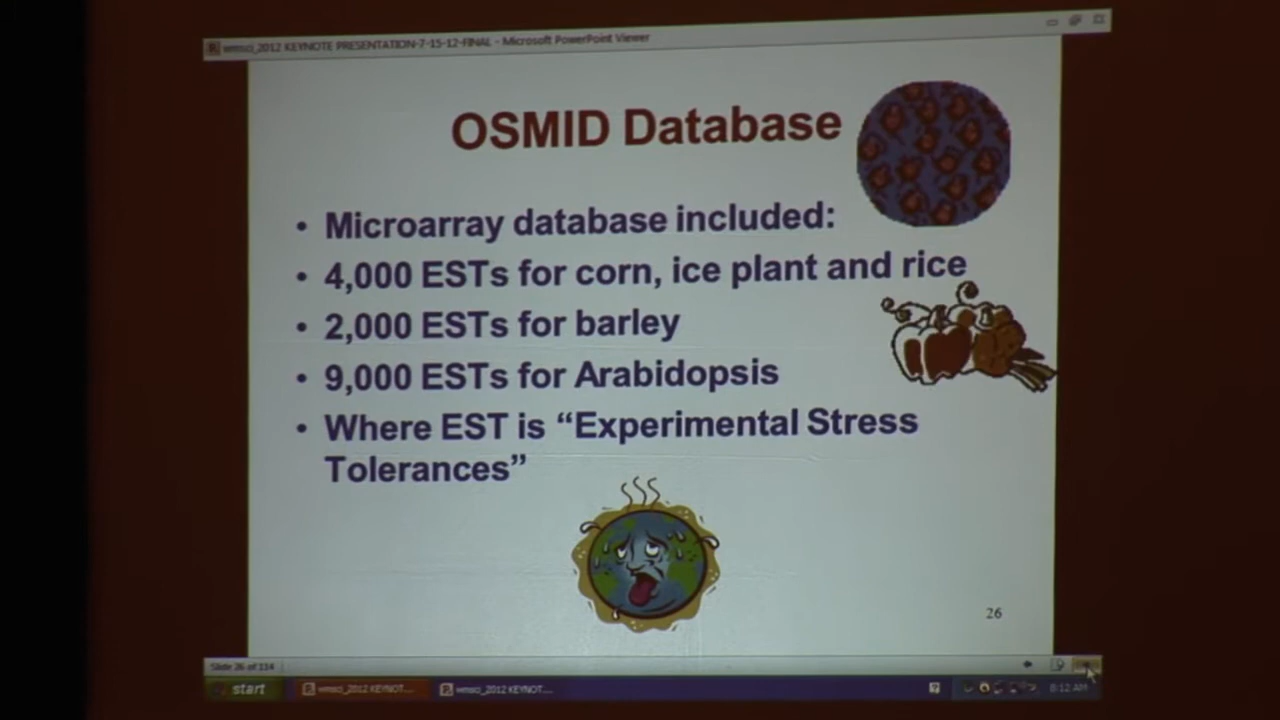 wmsci_2012 KEYNOTE PRESENTATION-7-15-12-FINAL - Microsoft PowerPoint Viewer
OSMID Database
• Microarray database included:
• 4,000 ESTs for corn, ice plant and rice
• 2,000 ESTs for barley
• 9,000 ESTs for Arabidopsis
• Where EST is “Experimental Stress
Tolerances”
26
Slide 26 of 114
start
wmsci_2012 KEYNOT...
wmsci_2012 KEYNOT...
8:12 AM